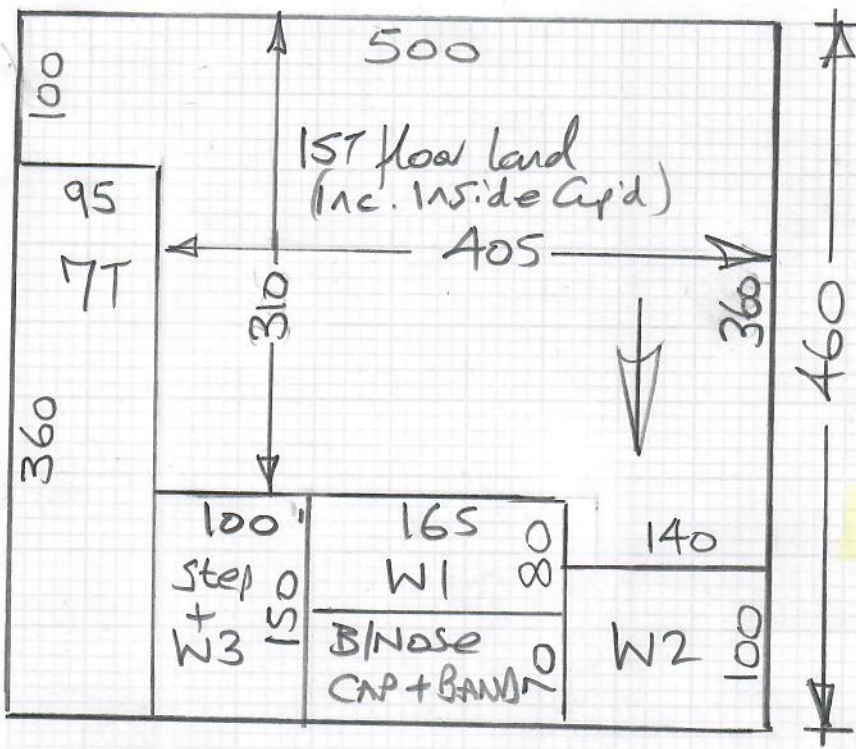 500
100
1ST floor land
(Inc. Inside Cup'd)
95
7T
405
310
360
460
360
100
Step
+
W3
150
165
W1
80
140
B/Nose
CAP + BAND
70
W2
100